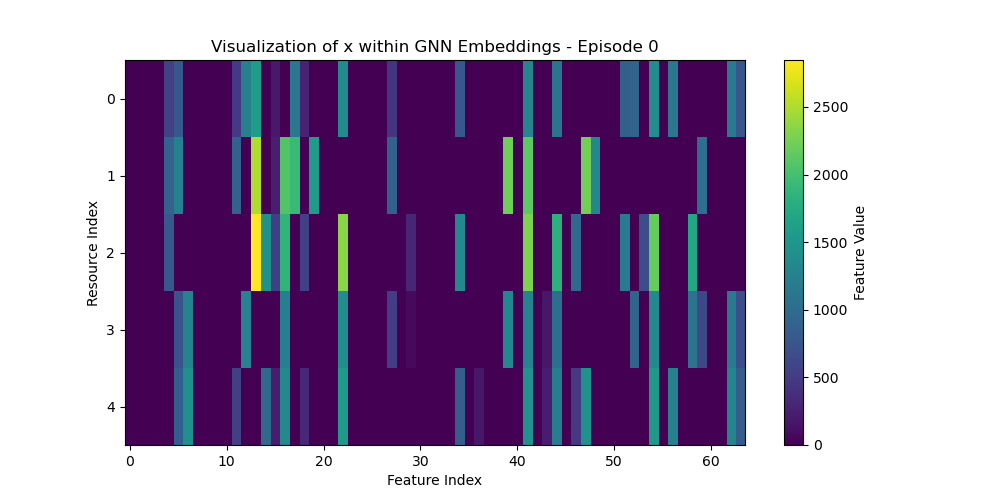 Visualization of x within GNN Embeddings - Episode 0
Resource Index
0
1
2
3
4
0 10 20 30 40 50 60
Feature Index
2500
2000
1500
1000
500
0
Feature Value